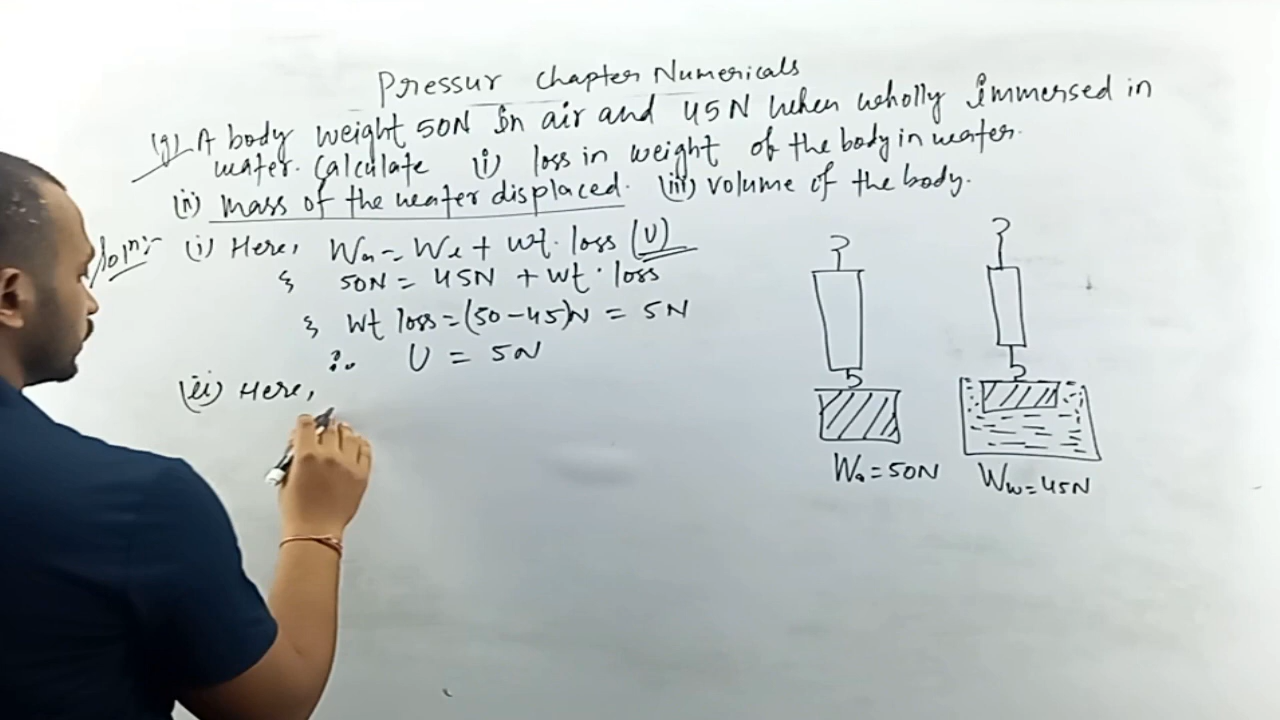 Pressur chapter Numericals
(g) A body weight 50N in air and 45N when wholly immersed in
water. Calculate (i) loss in weight of the body in water.
(ii) mass of the water displaced. (iii) volume of the body.
Solⁿ:- (i) Here, Wa = Wl + wt. loss (U)
50N = 45N + wt. loss
Wt loss = (50-45)N = 5N
∴ U = 5N
(ii) Here,
Wa = 50N
Ww = 45N